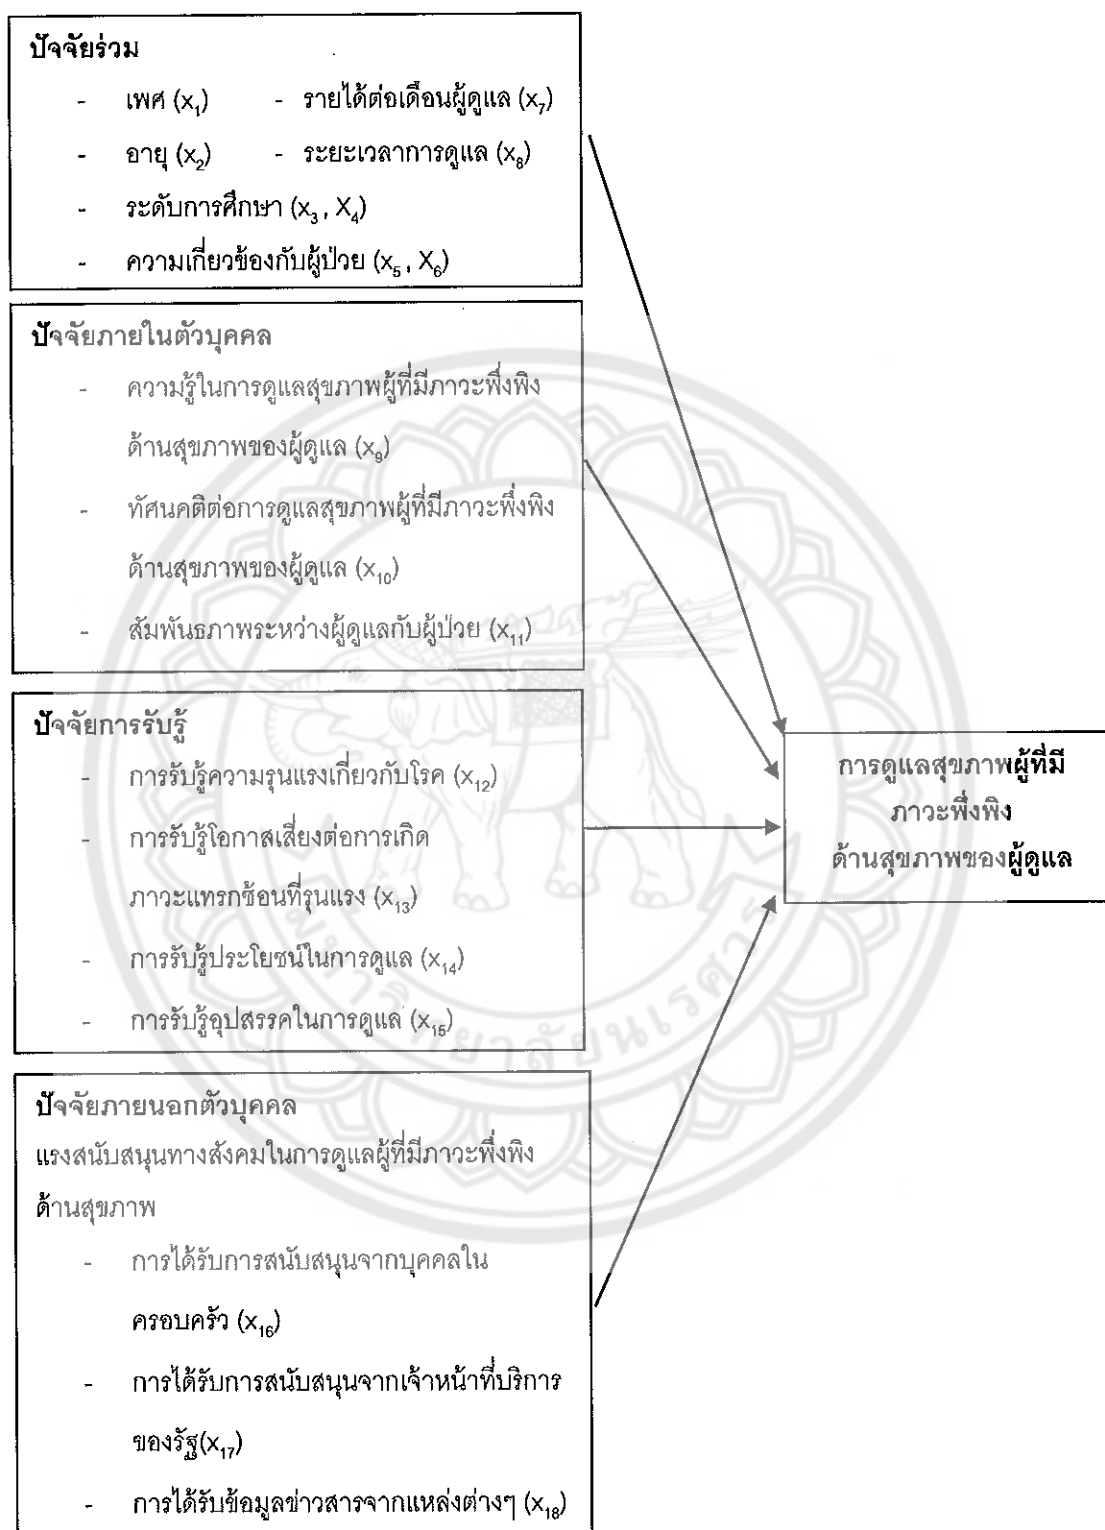 ปัจจัยร่วม
- เพศ (x₁) - รายได้ต่อเดือนผู้ดูแล (x₇)
- อายุ (x₂) - ระยะเวลาการดูแล (x₈)
- ระดับการศึกษา (x₃ , X₄)
- ความเกี่ยวข้องกับผู้ป่วย (x₅ , X₆)
ปัจจัยภายในตัวบุคคล
- ความรู้ในการดูแลสุขภาพผู้ที่มีภาวะพึ่งพิง
ด้านสุขภาพของผู้ดูแล (x₉)
- ทัศนคติต่อการดูแลสุขภาพผู้ที่มีภาวะพึ่งพิง
ด้านสุขภาพของผู้ดูแล (x₁₀)
- สัมพันธภาพระหว่างผู้ดูแลกับผู้ป่วย (x₁₁)
ปัจจัยการรับรู้
- การรับรู้ความรุนแรงเกี่ยวกับโรค (x₁₂)
- การรับรู้โอกาสเสี่ยงต่อการเกิด
ภาวะแทรกซ้อนที่รุนแรง (x₁₃)
- การรับรู้ประโยชน์ในการดูแล (x₁₄)
- การรับรู้อุปสรรคในการดูแล (x₁₅)
การดูแลสุขภาพผู้ที่มี
ภาวะพึ่งพิง
ด้านสุขภาพของผู้ดูแล
มหาวิทยาลัยนเรศวร
ปัจจัยภายนอกตัวบุคคล
แรงสนับสนุนทางสังคมในการดูแลผู้ที่มีภาวะพึ่งพิง
ด้านสุขภาพ
- การได้รับการสนับสนุนจากบุคคลใน
ครอบครัว (x₁₆)
- การได้รับการสนับสนุนจากเจ้าหน้าที่บริการ
ของรัฐ(x₁₇)
- การได้รับข้อมูลข่าวสารจากแหล่งต่างๆ (x₁₈)